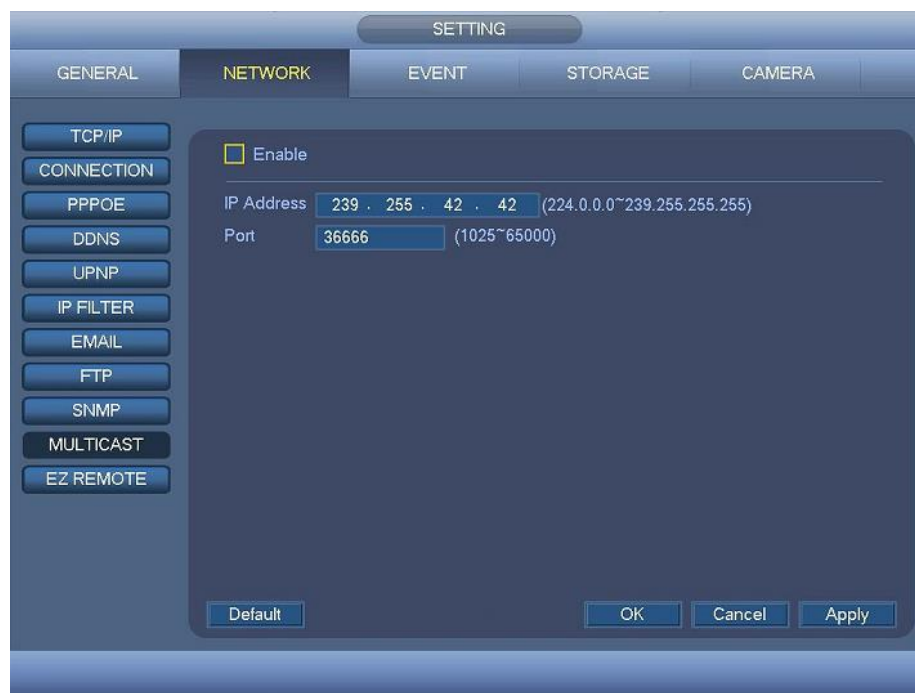 SETTING
GENERAL NETWORK EVENT STORAGE CAMERA
TCP/IP
CONNECTION
PPPOE
DDNS
UPNP
IP FILTER
EMAIL
FTP
SNMP
MULTICAST
EZ REMOTE
Enable
IP Address 239 . 255 . 42 . 42 (224.0.0.0~239.255.255.255)
Port 36666 (1025~65000)
Default OK Cancel Apply